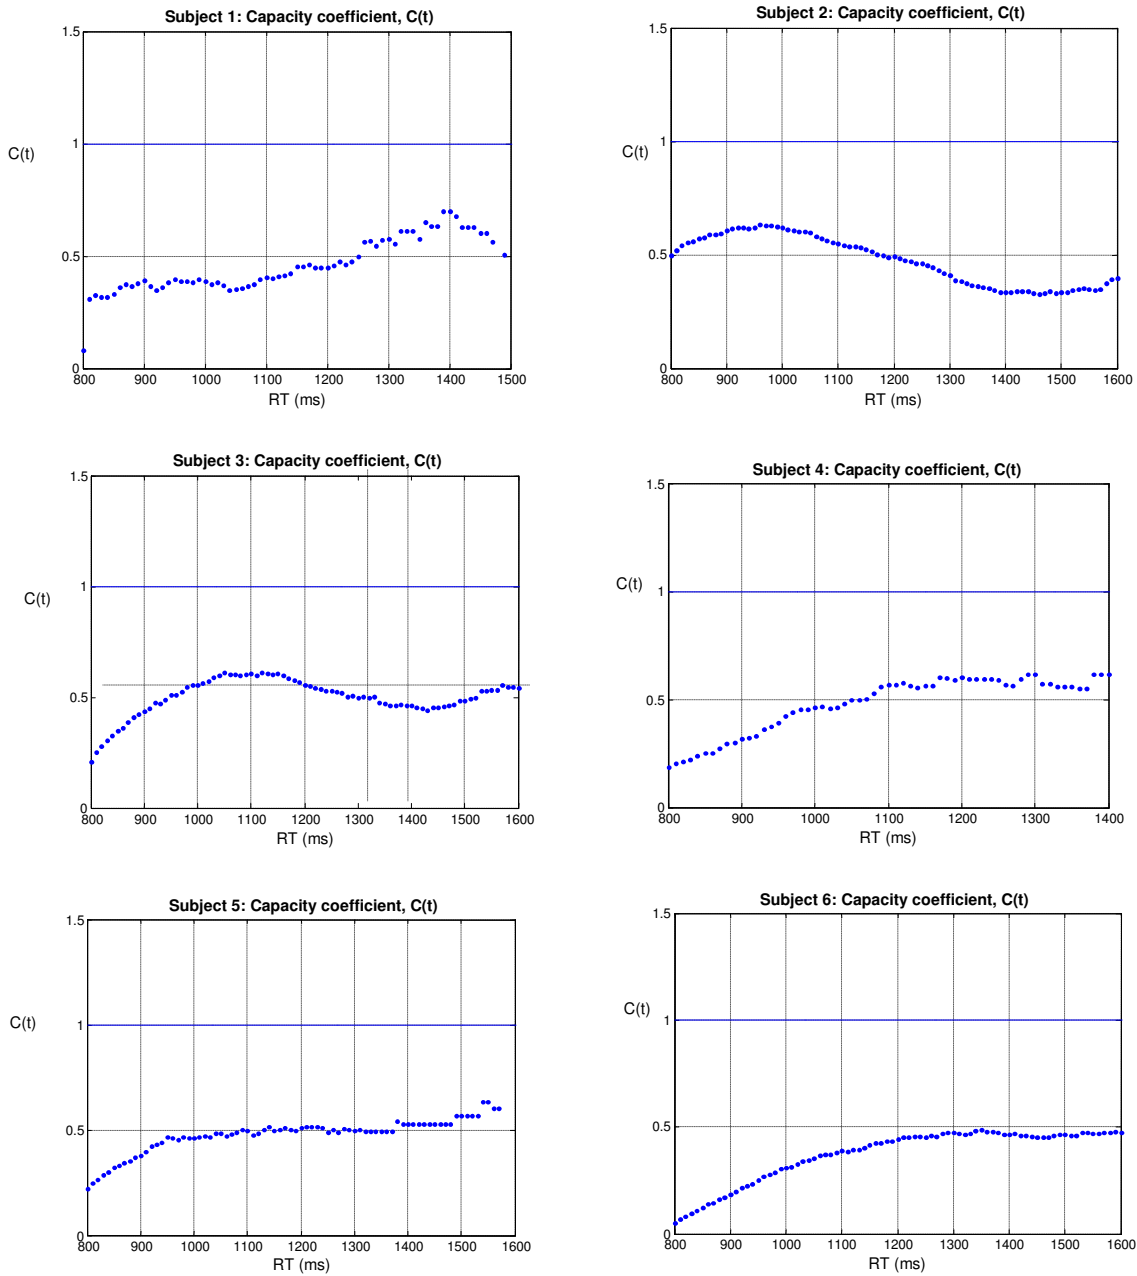 Subject 1: Capacity coefficient, C(t)
1.5
1
C(t)
0.5
0
800 900 1000 1100 1200 1300 1400 1500
RT (ms)
Subject 2: Capacity coefficient, C(t)
1.5
1
C(t)
0.5
0
800 900 1000 1100 1200 1300 1400 1500 1600
RT (ms)
Subject 3: Capacity coefficient, C(t)
1.5
1
C(t)
0.5
0
800 900 1000 1100 1200 1300 1400 1500 1600
RT (ms)
Subject 4: Capacity coefficient, C(t)
1.5
C(t)
1
0.5
0
800 900 1000 1100 1200 1300 1400
RT (ms)
Subject 5: Capacity coefficient, C(t)
1.5
C(t)
1
0.5
0
800 900 1000 1100 1200 1300 1400 1500 1600
RT (ms)
Subject 6: Capacity coefficient, C(t)
1.5
C(t)
1
0.5
0
800 900 1000 1100 1200 1300 1400 1500 1600
RT (ms)